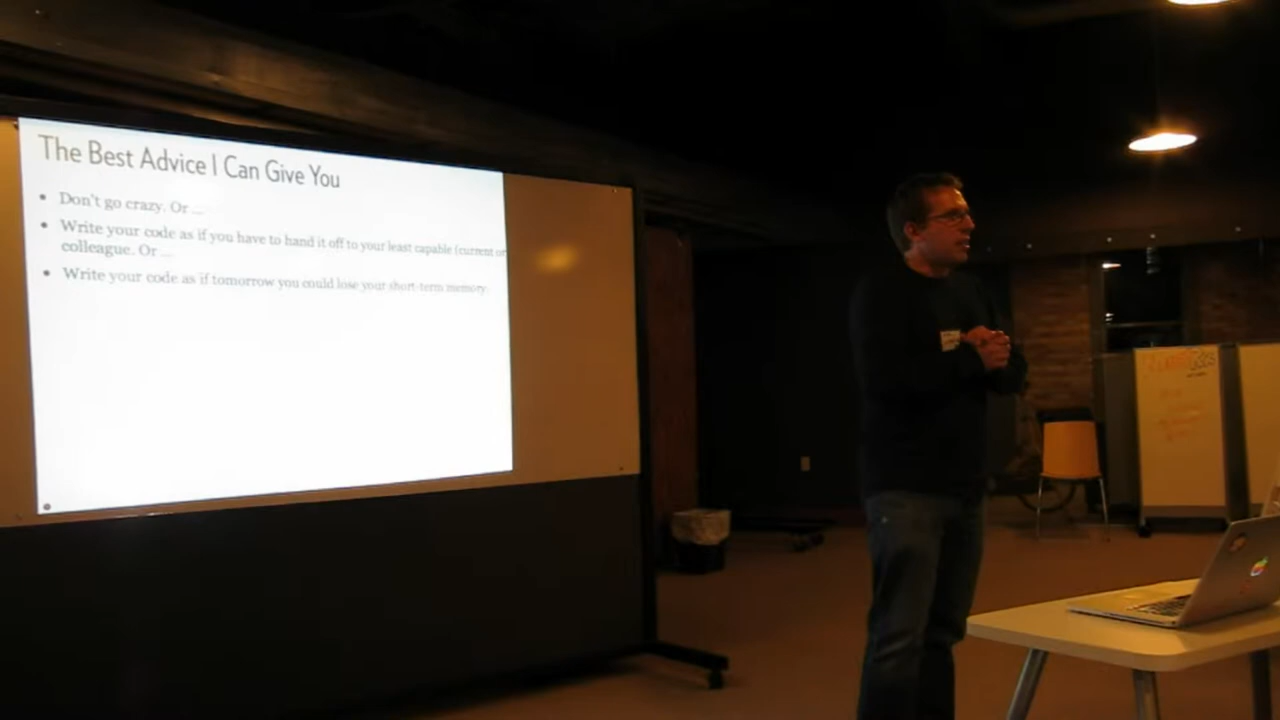 The Best Advice I Can Give You
• Don't go crazy. Or ...
• Write your code as if you have to hand it off to your least capable (current or
colleague. Or ...
• Write your code as if tomorrow you could lose your short-term memory.